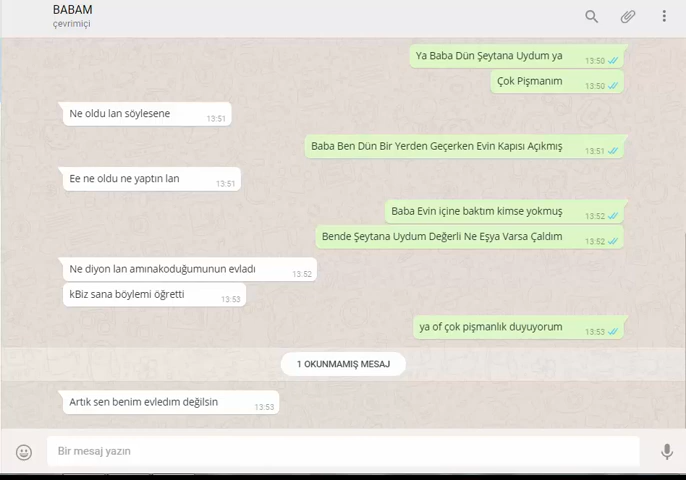 BABAM
çevrimiçi
Ya Baba Dün Şeytana Uydum ya 13:50
Çok Pişmanım 13:50
Ne oldu lan söylesene 13:51
Baba Ben Dün Bir Yerden Geçerken Evin Kapısı Açıkmış 13:51
Ee ne oldu ne yaptın lan 13:51
Baba Evin içine baktım kimse yokmuş 13:52
Bende Şeytana Uydum Değerli Ne Eşya Varsa Çaldım 13:52
Ne diyon lan amınakoduğumunun evladı 13:52
kBiz sana böylemi öğretti 13:53
ya of çok pişmanlık duyuyorum 13:53
1 OKUNMAMIŞ MESAJ
Artık sen benim evledım değilsin 13:53
Bir mesaj yazın